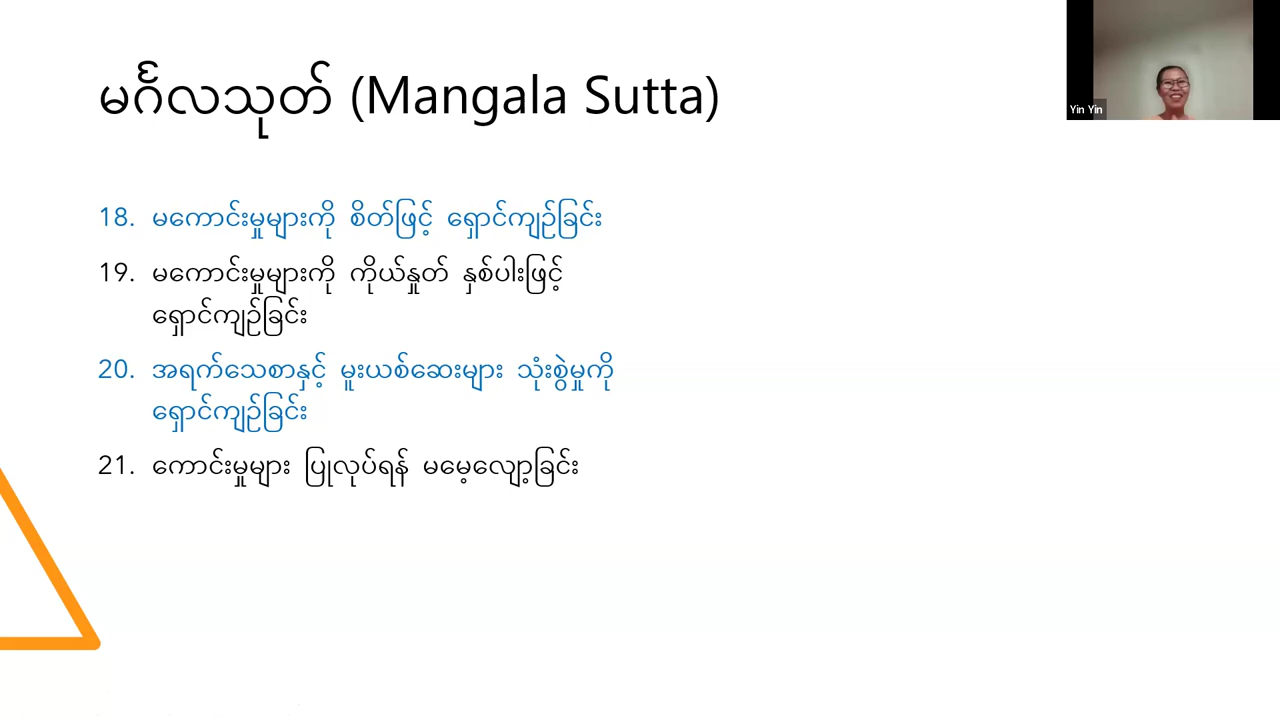 မင်္ဂလသုတ် (Mangala Sutta)
Yin Yin
18. မကောင်းမှုများကို စိတ်ဖြင့် ရှောင်ကျဉ်ခြင်း
19. မကောင်းမှုများကို ကိုယ်နှုတ် နှစ်ပါးဖြင့်
ရှောင်ကျဉ်ခြင်း
20. အရက်သေစာနှင့် မူးယစ်ဆေးများ သုံးစွဲမှုကို
ရှောင်ကျဉ်ခြင်း
21. ကောင်းမှုများ ပြုလုပ်ရန် မမေ့လျော့ခြင်း